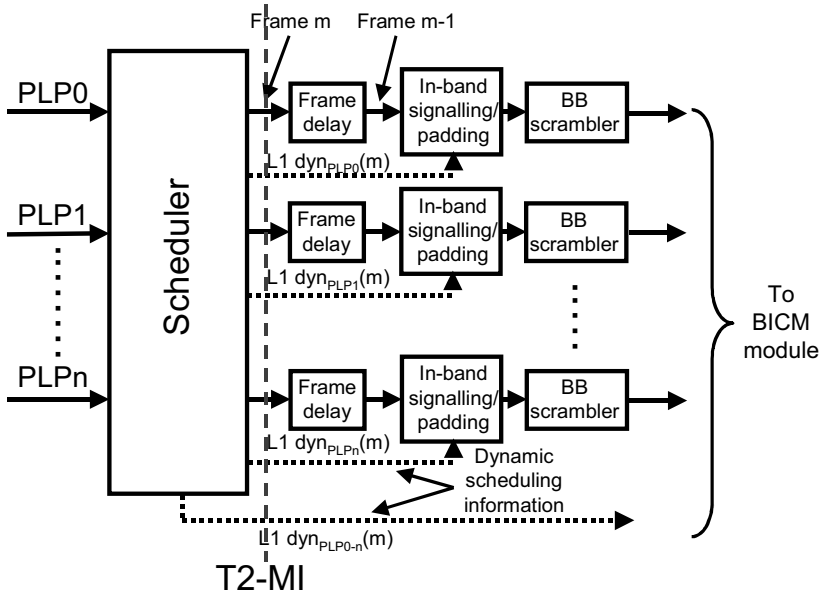 Frame m
Frame m-1
PLP0
Frame
delay
In-band
signalling/
padding
BB
scrambler
L1 dynPLP0(m)
Scheduler
PLP1
Frame
delay
In-band
signalling/
padding
BB
scrambler
L1 dynPLP1(m)
To
BICM
module
PLPn
Frame
delay
In-band
signalling/
padding
BB
scrambler
L1 dynPLPn(m)
Dynamic
scheduling
information
L1 dynPLP0-n(m)
T2-MI